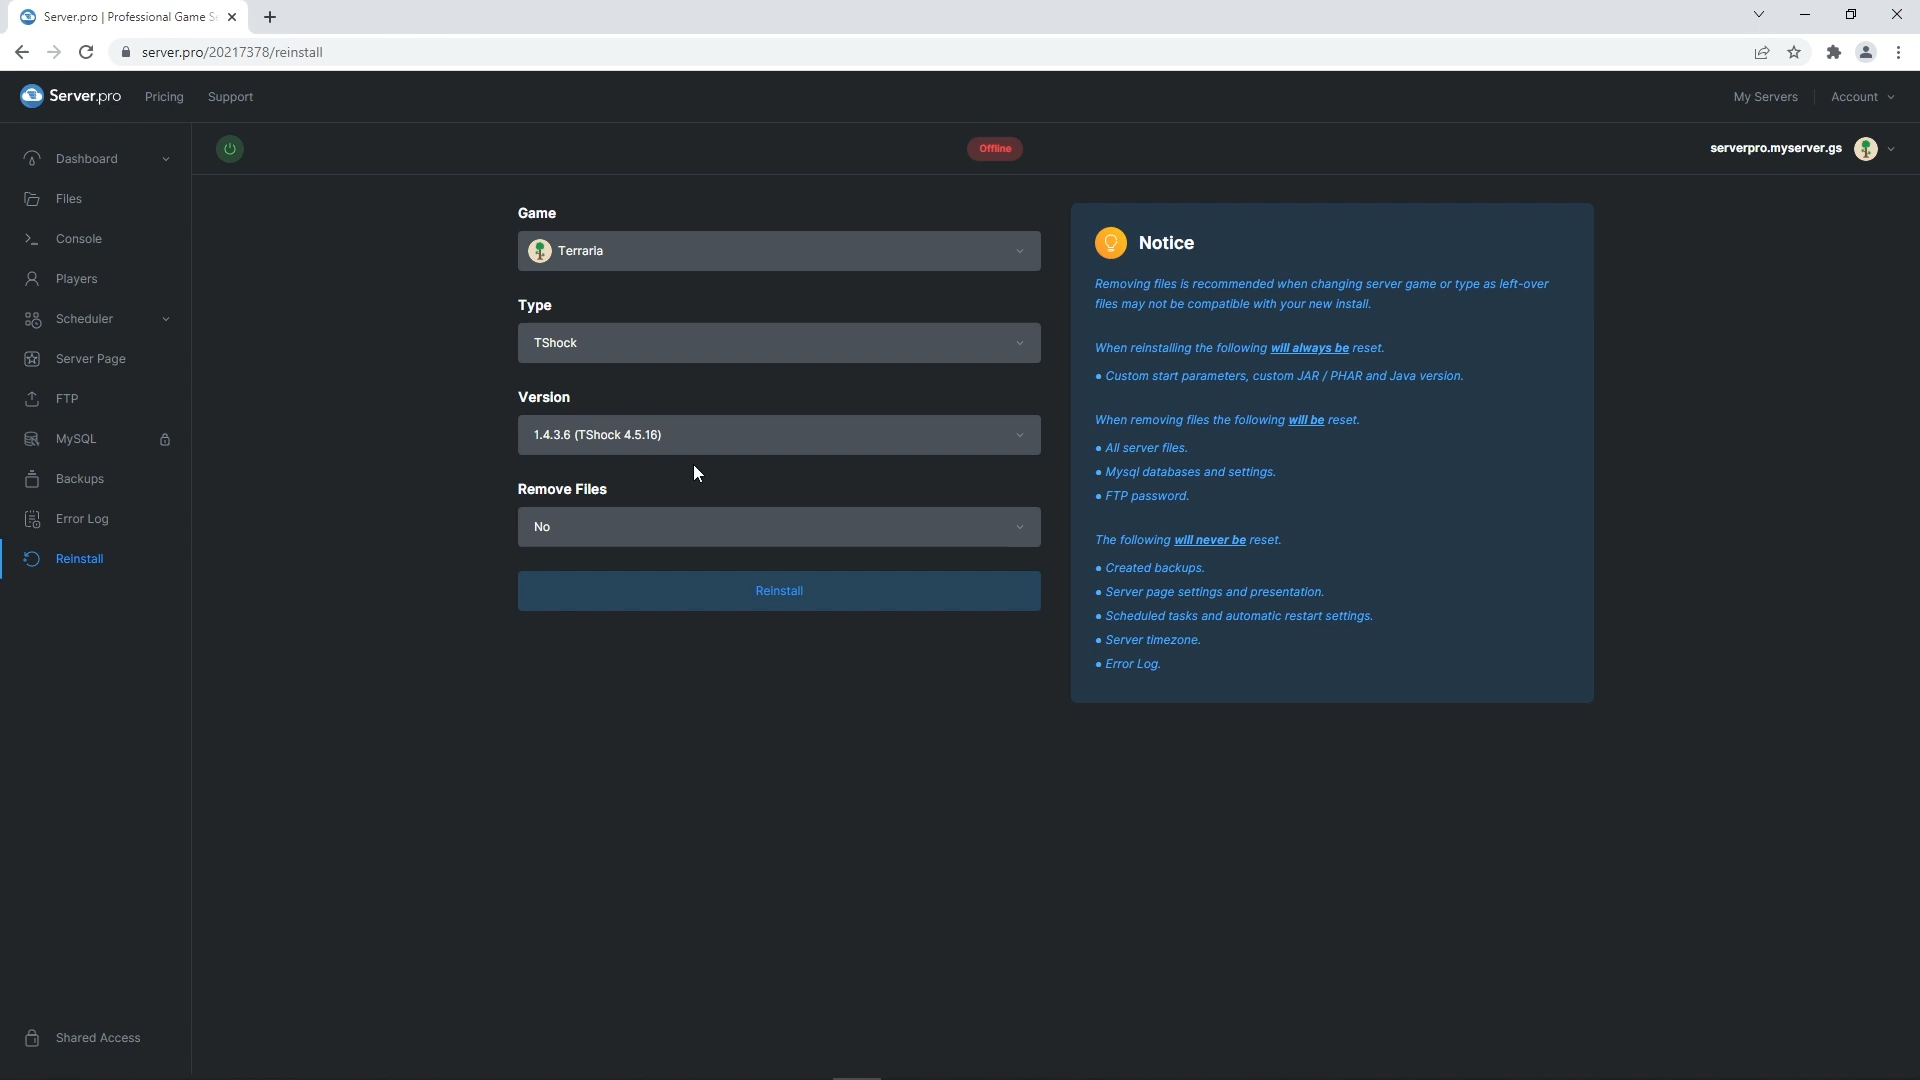 Server.pro | Professional Game S
server.pro/20217378/reinstall
Server.pro
Pricing
Support
My Servers
Account
Offline
serverpro.myserver.gs
Dashboard
Files
Console
Players
Scheduler
Server Page
FTP
MySQL
Backups
Error Log
Reinstall
Shared Access
Game
Terraria
Type
TShock
Version
1.4.3.6 (TShock 4.5.16)
Remove Files
No
Reinstall
Notice
Removing files is recommended when changing server game or type as left-over
files may not be compatible with your new install.
When reinstalling the following will always be reset.
• Custom start parameters, custom JAR / PHAR and Java version.
When removing files the following will be reset.
• All server files.
• Mysql databases and settings.
• FTP password.
The following will never be reset.
• Created backups.
• Server page settings and presentation.
• Scheduled tasks and automatic restart settings.
• Server timezone.
• Error Log.